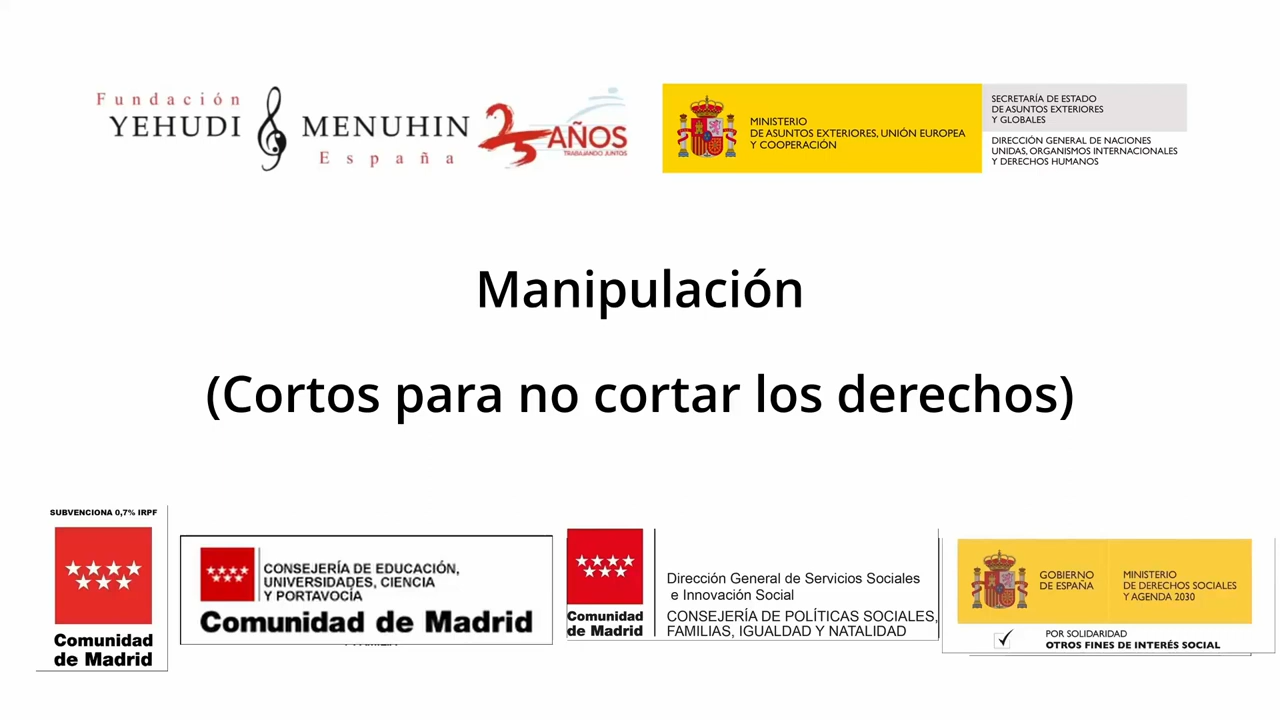 Fundación
YEHUDI MENUHIN
España
25 AÑOS
TRABAJANDO JUNTOS
MINISTERIO
DE ASUNTOS EXTERIORES, UNIÓN EUROPEA
Y COOPERACIÓN
SECRETARÍA DE ESTADO
DE ASUNTOS EXTERIORES
Y GLOBALES
DIRECCIÓN GENERAL DE NACIONES
UNIDAS, ORGANISMOS INTERNACIONALES
Y DERECHOS HUMANOS
Manipulación
(Cortos para no cortar los derechos)
SUBVENCIONA 0,7% IRPF
Comunidad
de Madrid
CONSEJERÍA DE EDUCACIÓN,
UNIVERSIDADES, CIENCIA
Y PORTAVOCÍA
Comunidad de Madrid
Comunidad
de Madrid
Dirección General de Servicios Sociales
e Innovación Social
CONSEJERÍA DE POLÍTICAS SOCIALES,
FAMILIAS, IGUALDAD Y NATALIDAD
GOBIERNO
DE ESPAÑA
MINISTERIO
DE DERECHOS SOCIALES
Y AGENDA 2030
POR SOLIDARIDAD
OTROS FINES DE INTERÉS SOCIAL